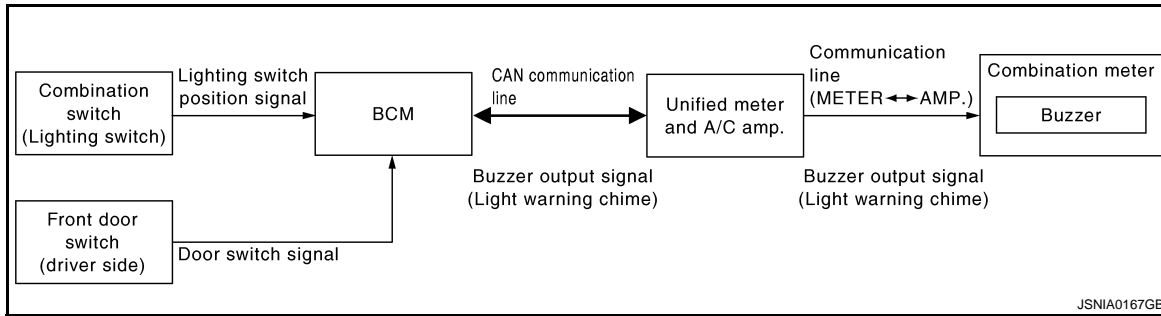 Combination
switch
(Lighting switch)
Lighting switch
position signal
BCM
CAN communication
line
Unified meter
and A/C amp.
Communication
line
(METER↔AMP.)
Combination meter
Buzzer
Buzzer output signal
(Light warning chime)
Buzzer output signal
(Light warning chime)
Front door
switch
(driver side)
Door switch signal
JSNIA0167GB